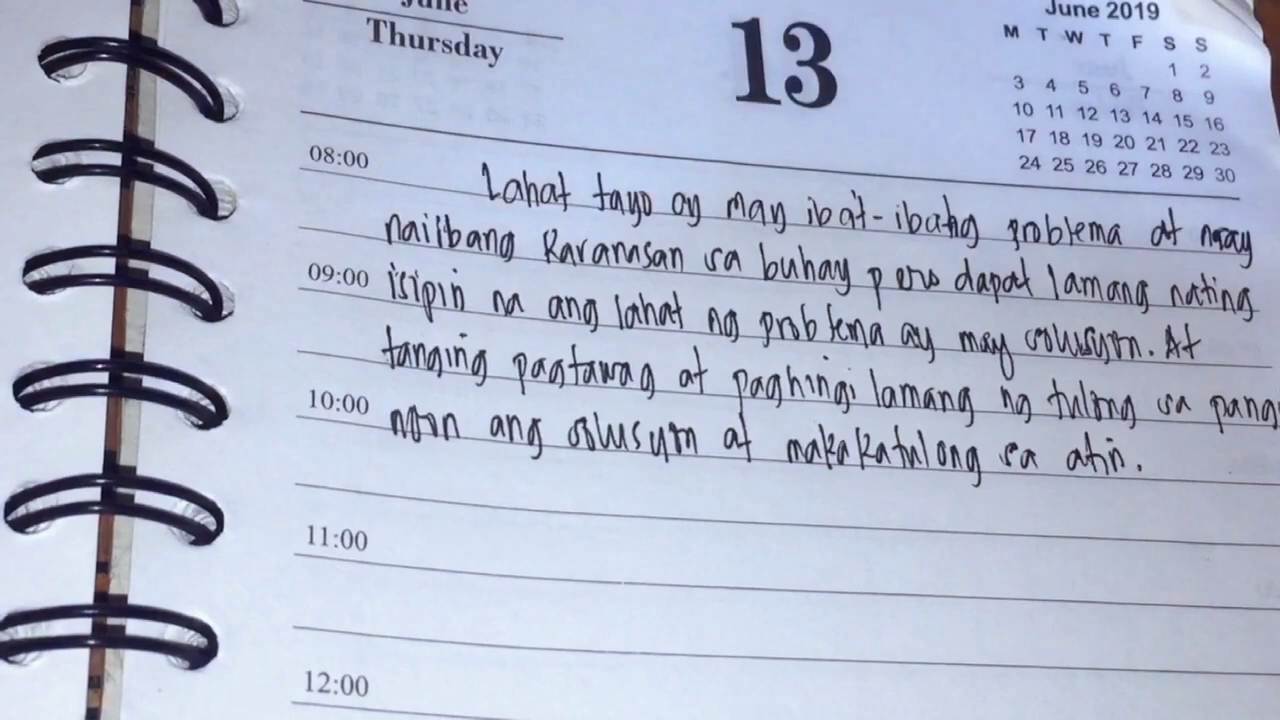 June
Thursday
13
June 2019
M T W T F S S
1 2
3 4 5 6 7 8 9
10 11 12 13 14 15 16
17 18 19 20 21 22 23
24 25 26 27 28 29 30
08:00
Lahat tayo ay may ibat-ibang problema at may
naiibang karanasan sa buhay pero dapat lamang nating
09:00
isipin na ang lahat ng problema ay may solusyon. At
tanging pagtawag at paghingi lamang ng tulong sa pangi
10:00
noon ang solusyon at makakatulong sa atin.
11:00
12:00